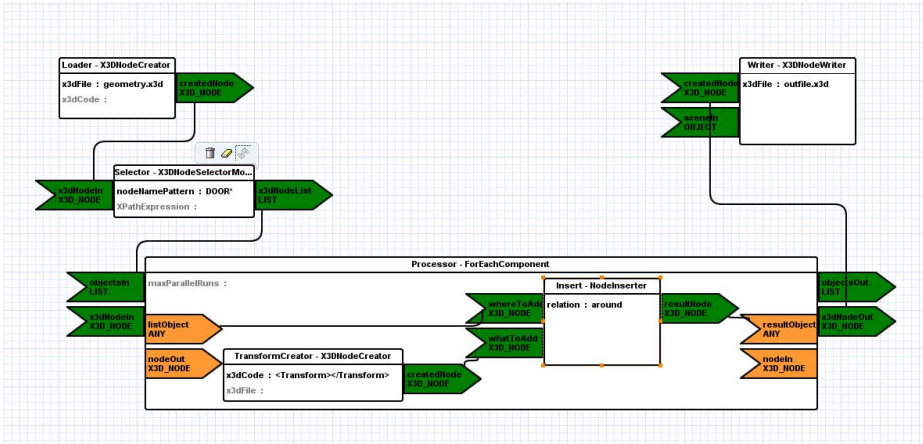 Loader - X3DNodeCreator
x3dFile : geometry.x3d
x3dCode :
createdNode
X3D_NODE
Writer - X3DNodeWriter
createdNode
X3D_NODE
x3dFile : outfile.x3d
sceneIn
OBJECT
Selector - X3DNodeSelectorMo...
x3dNodeIn
X3D_NODE
nodeNamePattern : DOOR*
XPathExpression :
x3dNodeList
LIST
Processor - ForEachComponent
objectsIn
LIST
maxParallelRuns :
x3dNodeIn
X3D_NODE
listObject
ANY
nodeOut
X3D_NODE
TransformCreator - X3DNodeCreator
x3dCode : <Transform></Transform>
x3dFile :
createdNode
X3D_NODE
Insert - NodeInserter
whereToAdd
X3D_NODE
relation : around
whatToAdd
X3D_NODE
resultNode
X3D_NODE
objectsOut
LIST
x3dNodeOut
X3D_NODE
resultObject
ANY
nodeIn
X3D_NODE